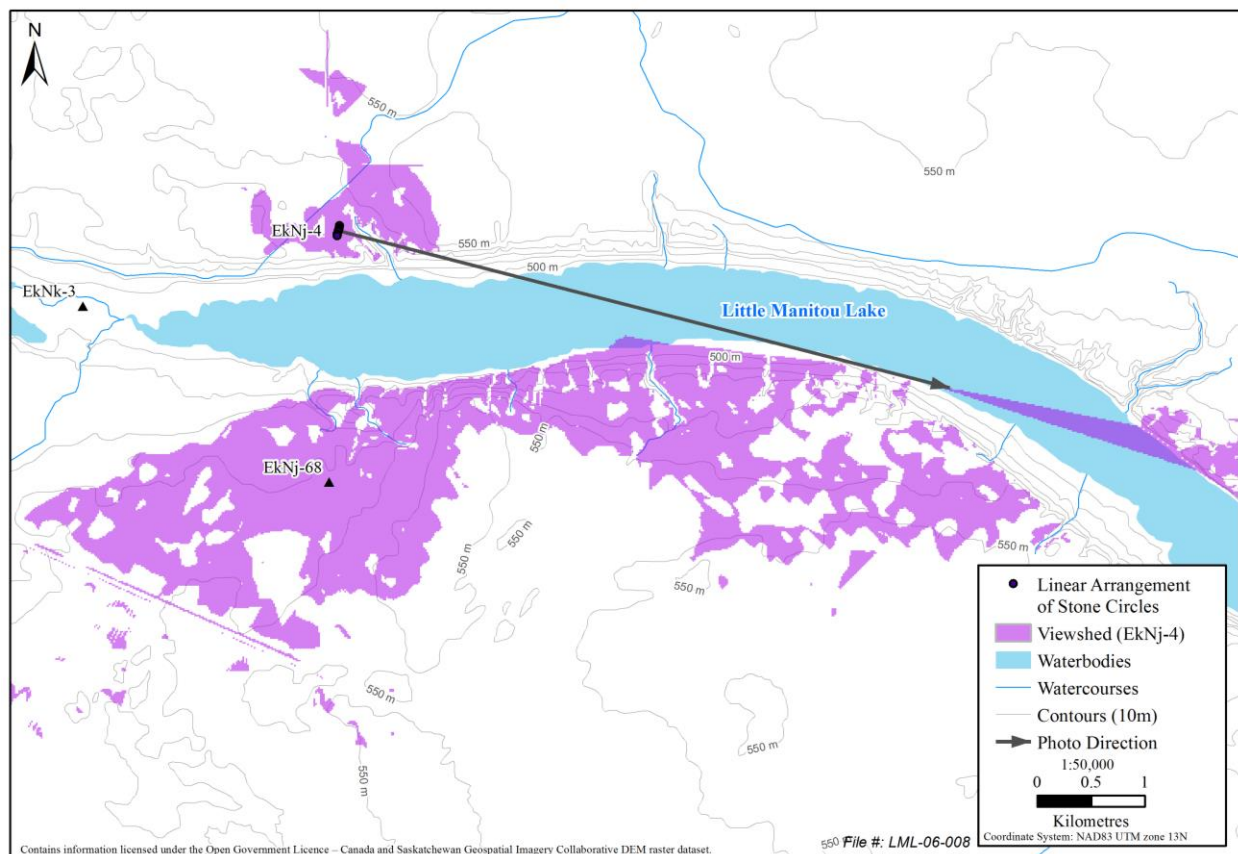 N
550 m
550 m
EkNj-4
550 m
500 m
EkNk-3
Little Manitou Lake
500 m
550 m
EkNj-68
550 m
550 m
550 m
550 m
550 m
550 m
550 m
550 m
Linear Arrangement
of Stone Circles
Viewshed (EkNj-4)
Waterbodies
Watercourses
Contours (10m)
Photo Direction
1:50,000
0 0.5 1
Kilometres
Coordinate System: NAD83 UTM zone 13N
550
File #: LML-06-008
Contains information licensed under the Open Government Licence – Canada and Saskatchewan Geospatial Imagery Collaborative DEM raster dataset.